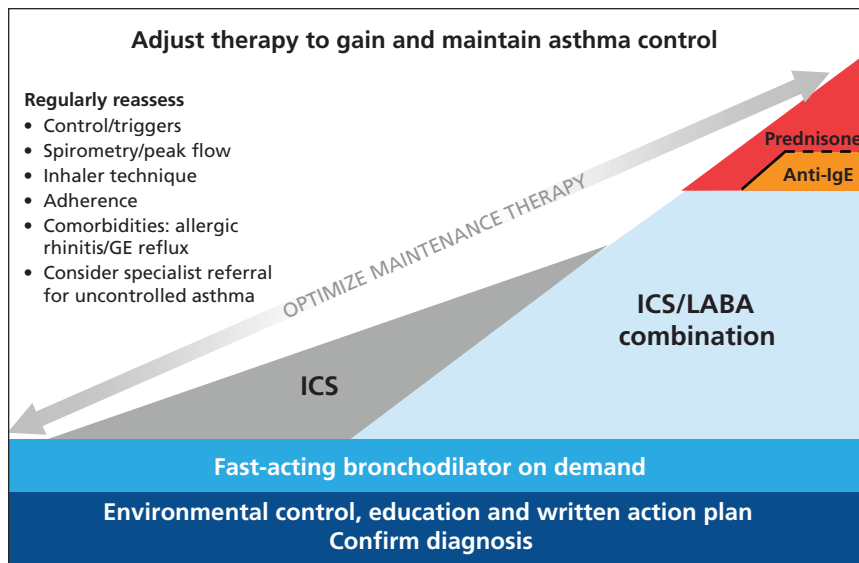 Adjust therapy to gain and maintain asthma control
Regularly reassess
• Control/triggers
• Spirometry/peak flow
• Inhaler technique
• Adherence
• Comorbidities: allergic
rhinitis/GE reflux
• Consider specialist referral
for uncontrolled asthma
OPTIMIZE MAINTENANCE THERAPY
Prednisone
Anti-IgE
ICS/LABA
combination
ICS
Fast-acting bronchodilator on demand
Environmental control, education and written action plan
Confirm diagnosis